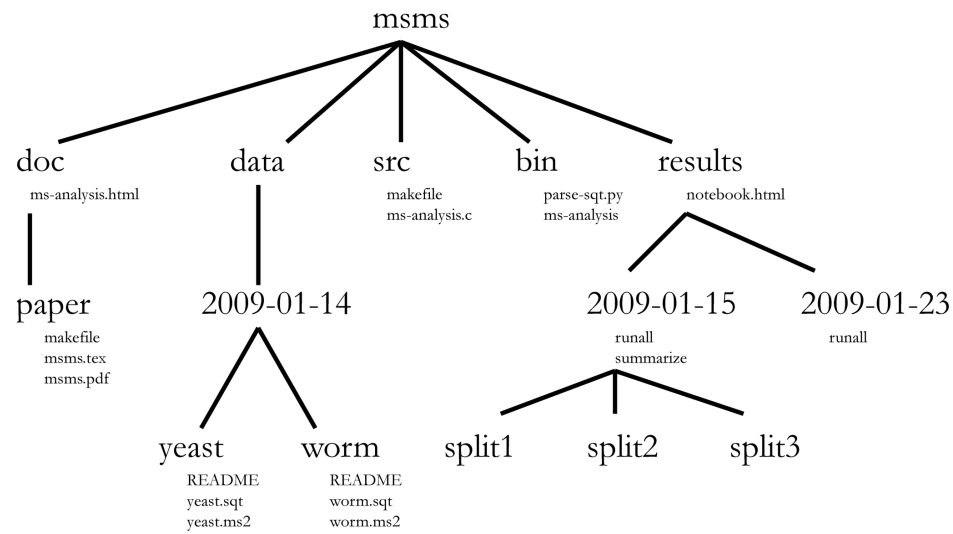 msms
doc
data
src
bin
results
ms-analysis.html
makefile
ms-analysis.c
parse-sqt.py
ms-analysis
notebook.html
paper
2009-01-14
2009-01-15
2009-01-23
makefile
msms.tex
msms.pdf
runall
summarize
runall
yeast
worm
split1
split2
split3
README
yeast.sqt
yeast.ms2
README
worm.sqt
worm.ms2